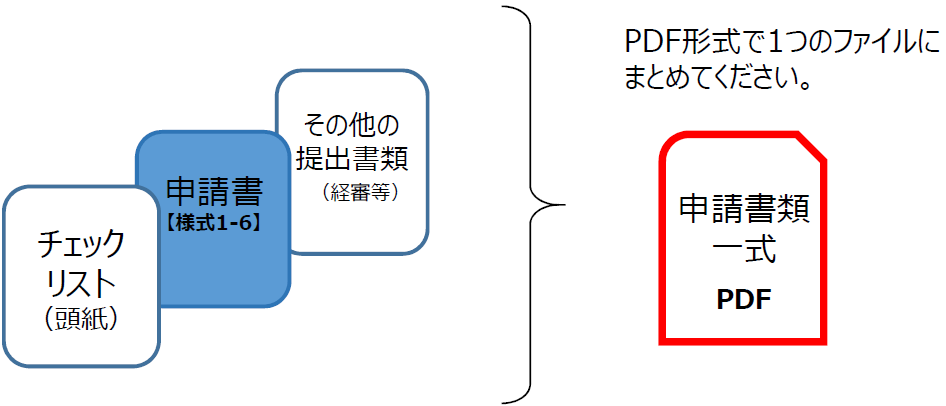 チェック
リスト
（頭紙）
申請書
【様式1-6】
その他の
提出書類
（経審等）
PDF形式で1つのファイルに
まとめてください。
申請書類
一式
PDF